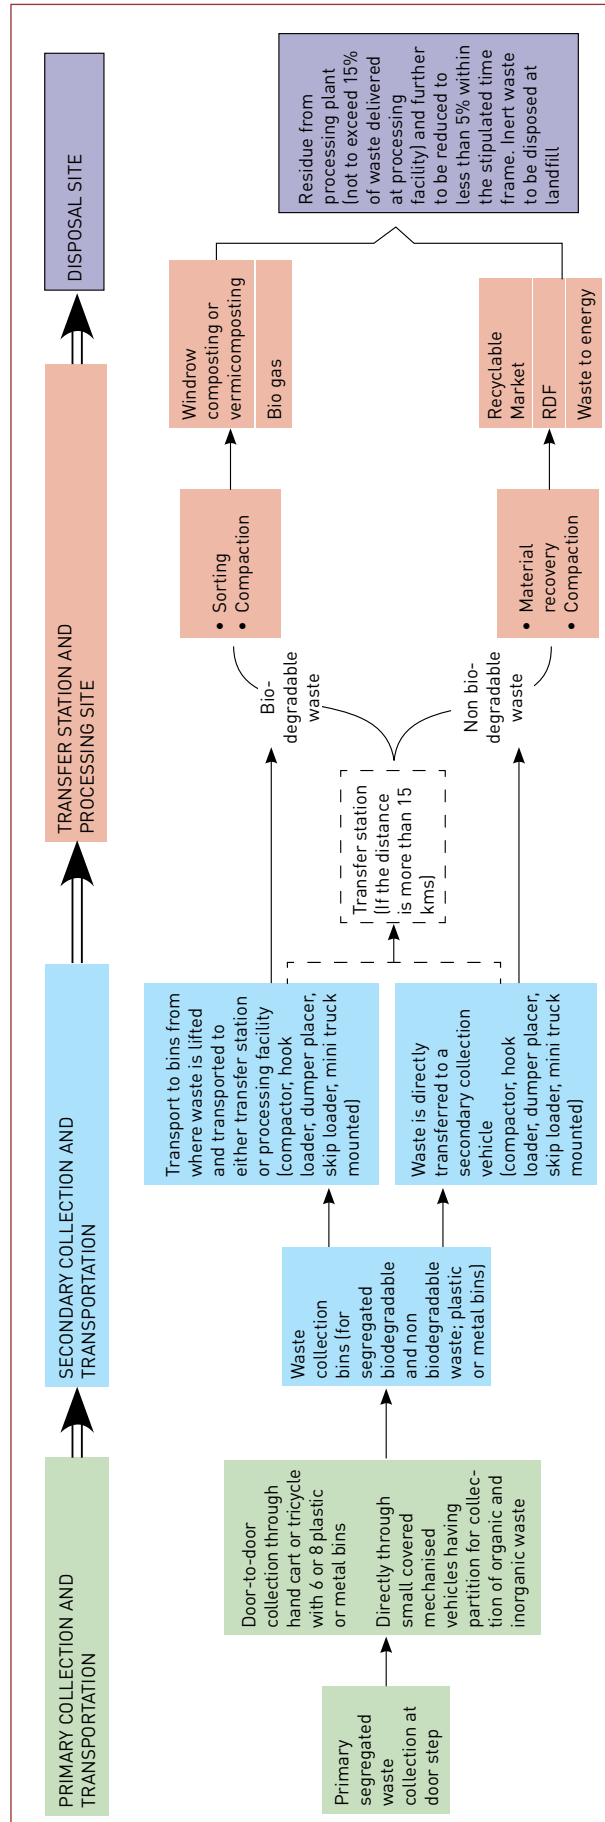 PRIMARY COLLECTION AND
TRANSPORTATION
SECONDARY COLLECTION AND
TRANSPORTATION
TRANSFER STATION AND
PROCESSING SITE
DISPOSAL SITE
Primary
segregated
waste
collection at
door step
Door-to-door
collection through
hand cart or tricycle
with 6 or 8 plastic
or metal bins
Directly through
small covered
mechanised
vehicles having
partition for collec-
tion of organic and
inorganic waste
Waste
collection
bins (for
segregated
biodegradable
and non
biodegradable
waste; plastic
or metal bins)
Transport to bins from
where waste is lifted
and transported to
either transfer station
or processing facility
(compactor, hook
loader, dumper placer,
skip loader, mini truck
mounted)
Waste is directly
transferred to a
secondary collection
vehicle
(compactor, hook
loader, dumper placer,
skip loader, mini truck
mounted)
Transfer station
(If the distance
is more than 15
kms)
Bio-
degradable
waste
Non bio-
degradable
waste
• Sorting
• Compaction
• Material
recovery
• Compaction
Windrow
composting or
vermicomposting
Bio gas
Recyclable
Market
RDF
Waste to energy
Residue from
processing plant
(not to exceed 15%
of waste delivered
at processing
facility) and further
to be reduced to
less than 5% within
the stipulated time
frame. Inert waste
to be disposed at
landfill